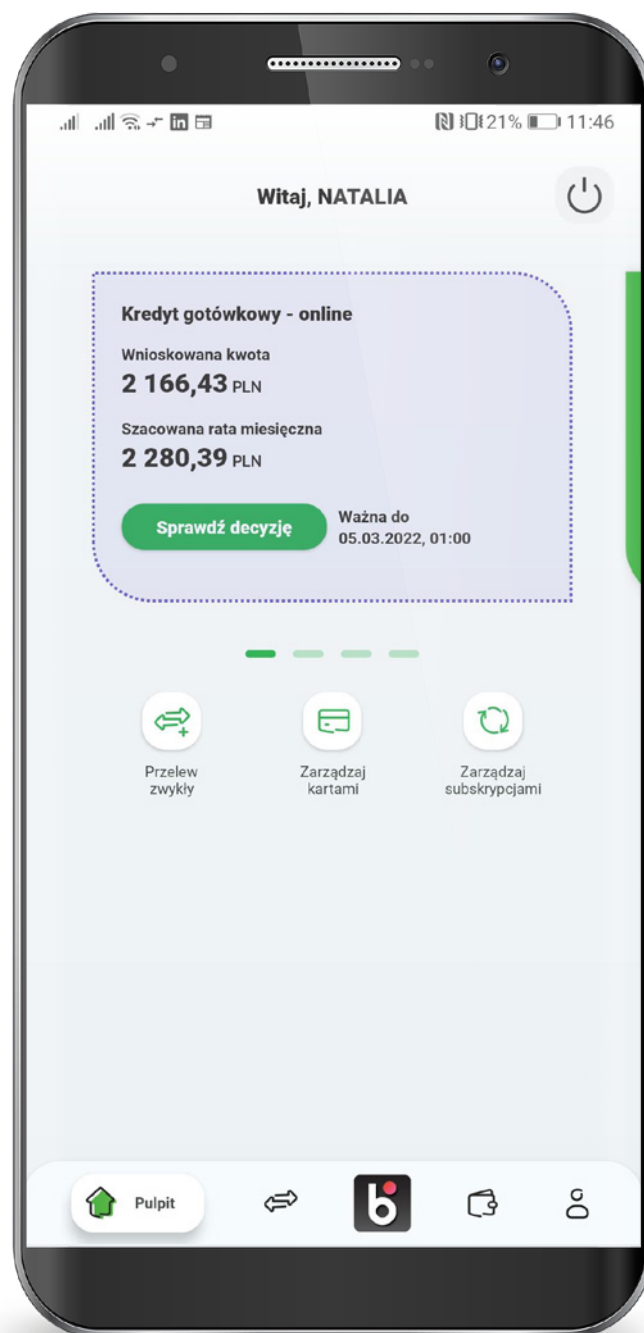 21% 11:46
Witaj, NATALIA
Kredyt gotówkowy - online
Wnioskowana kwota
2 166,43 PLN
Szacowana rata miesięczna
2 280,39 PLN
Sprawdź decyzję
Ważna do
05.03.2022, 01:00
Przelew
zwykły
Zarządzaj
kartami
Zarządzaj
subskrypcjami
Pulpit